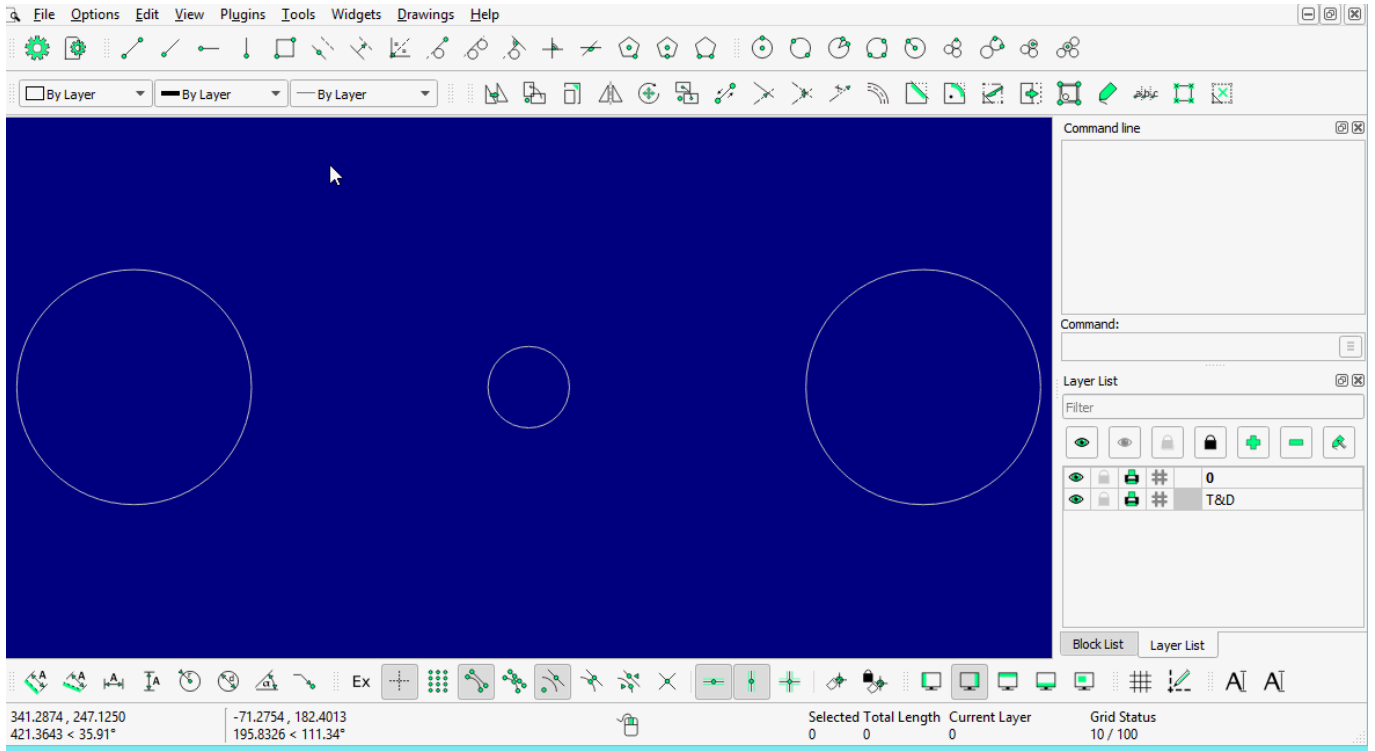 File Options Edit View Plugins Tools Widgets Drawings Help
By Layer By Layer By Layer
Command line
Command:
Layer List
Filter
0
T&D
Block List Layer List
Ex
341.2874 , 247.1250 -71.2754 , 182.4013 Selected Total Length Current Layer Grid Status
421.3643 < 35.91° 195.8326 < 111.34° 0 0 0 10 / 100